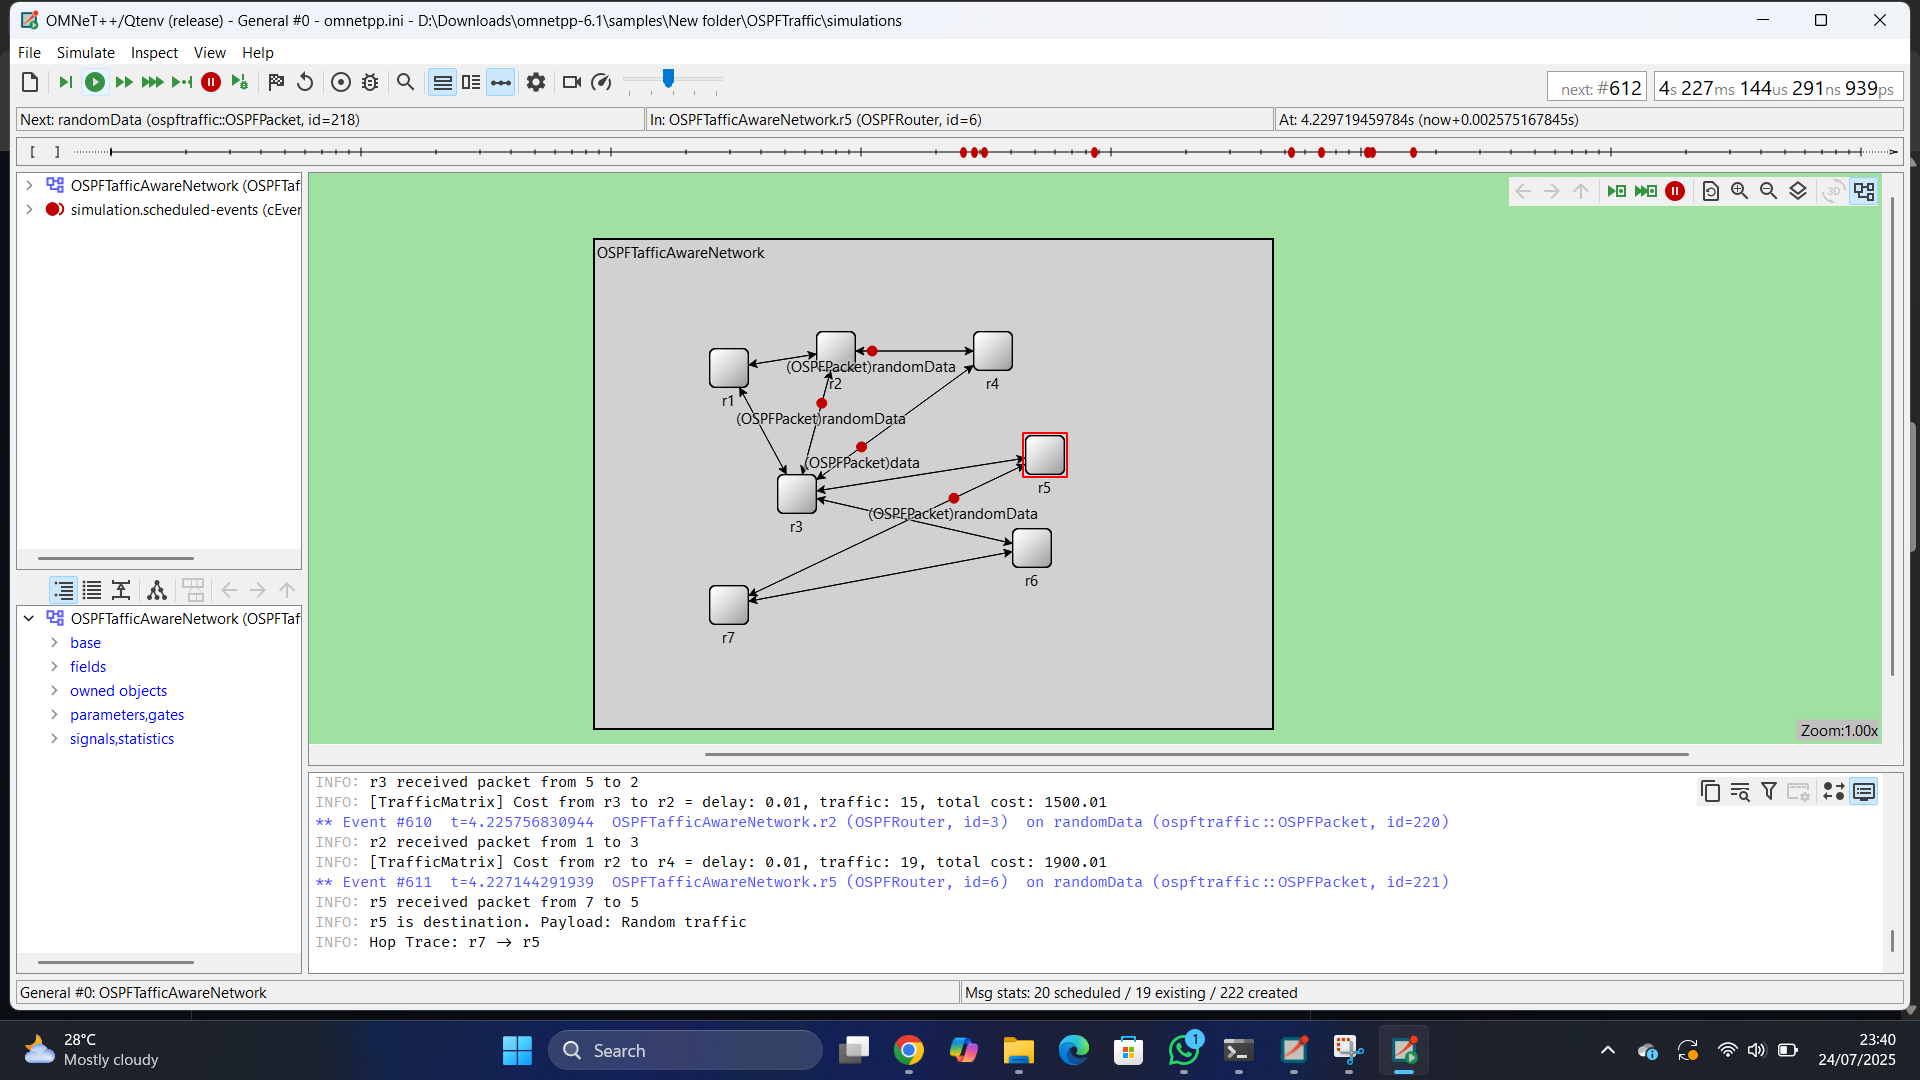 OMNeT++/Qtenv (release) - General #0 - omnetpp.ini - D:\Downloads\omnetpp-6.1\samples\New folder\OSPFTraffic\simulations
File Simulate Inspect View Help
next: #612 4s 227ms 144us 291ns 939ps
Next: randomData (ospftraffic::OSPFPacket, id=218) In: OSPFTafficAwareNetwork.r5 (OSPFRouter, id=6) At: 4.229719459784s (now+0.002575167845s)
[ ]
OSPFTafficAwareNetwork (OSPFTaf
simulation.scheduled-events (cEver
3D
OSPFTafficAwareNetwork
(OSPFPacket)randomData
r2
r4
r1
(OSPFPacket)randomData
(OSPFPacket)data
r5
(OSPFPacket)randomData
r3
r6
r7
Zoom:1.00x
OSPFTafficAwareNetwork (OSPFTaf
base
fields
owned objects
parameters,gates
signals,statistics
INFO: r3 received packet from 5 to 2
INFO: [TrafficMatrix] Cost from r3 to r2 = delay: 0.01, traffic: 15, total cost: 1500.01
** Event #610 t=4.225756830944 OSPFTafficAwareNetwork.r2 (OSPFRouter, id=3) on randomData (ospftraffic::OSPFPacket, id=220)
INFO: r2 received packet from 1 to 3
INFO: [TrafficMatrix] Cost from r2 to r4 = delay: 0.01, traffic: 19, total cost: 1900.01
** Event #611 t=4.227144291939 OSPFTafficAwareNetwork.r5 (OSPFRouter, id=6) on randomData (ospftraffic::OSPFPacket, id=221)
INFO: r5 received packet from 7 to 5
INFO: r5 is destination. Payload: Random traffic
INFO: Hop Trace: r7 -> r5
General #0: OSPFTafficAwareNetwork Msg stats: 20 scheduled / 19 existing / 222 created
28°C
Mostly cloudy
Search
1
23:40
24/07/2025